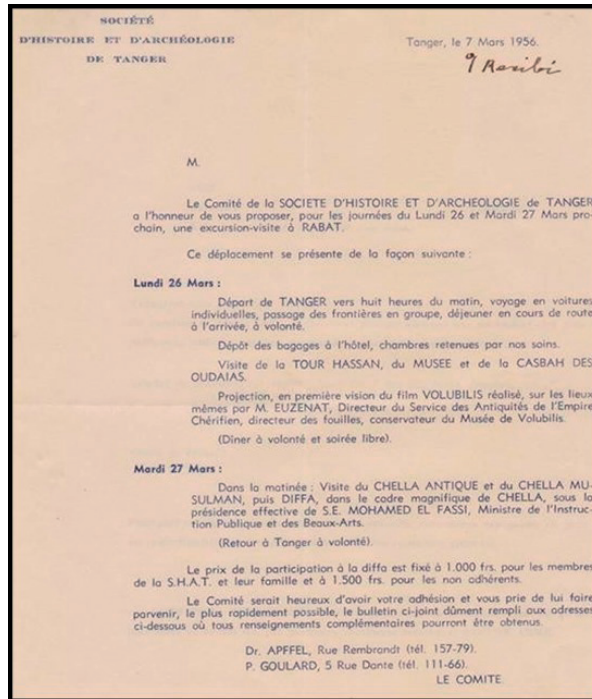 SOCIÉTÉ
D'HISTOIRE ET D'ARCHÉOLOGIE
DE TANGER
Tanger, le 7 Mars 1956.
9 Recibi
M.
Le Comité de la SOCIETE D'HISTOIRE ET D'ARCHEOLOGIE de TANGER
a l'honneur de vous proposer, pour les journées du Lundi 26 et Mardi 27 Mars pro-
chain, une excursion-visite à RABAT.
Ce déplacement se présente de la façon suivante :
Lundi 26 Mars :
Départ de TANGER vers huit heures du matin, voyage en voitures
individuelles, passage des frontières en groupe, déjeuner en cours de route
à l'arrivée, à volonté.
Dépôt des bagages à l'hôtel, chambres retenues par nos soins.
Visite de la TOUR HASSAN, du MUSEE et de la CASBAH DES
OUDAIAS.
Projection, en première vision du film VOLUBILIS réalisé, sur les lieux
mêmes par M. EUZENAT, Directeur du Service des Antiquités de l'Empire
Chérifien, directeur des fouilles, conservateur du Musée de Volubilis.
(Dîner à volonté et soirée libre).
Mardi 27 Mars :
Dans la matinée : Visite du CHELLA ANTIQUE et du CHELLA MU-
SULMAN, puis DIFFA, dans le cadre magnifique de CHELLA, sous la
présidence effective de S.E. MOHAMED EL FASSI, Ministre de l'Instruc-
tion Publique et des Beaux-Arts.
(Retour à Tanger à volonté).
Le prix de la participation à la diffa est fixé à 1.000 frs. pour les membres
de la S.H.A.T. et leur famille et à 1.500 frs. pour les non adhérents.
Le Comité serait heureux d'avoir votre adhésion et vous prie de lui faire
parvenir, le plus rapidement possible, le bulletin ci-joint dûment rempli aux adresses
ci-dessous où tous renseignements complémentaires pourront être obtenus.
Dr. APFFEL, Rue Rembrandt (tél. 157-79).
P. GOULARD, 5 Rue Dante (tél. 111-66).
LE COMITE